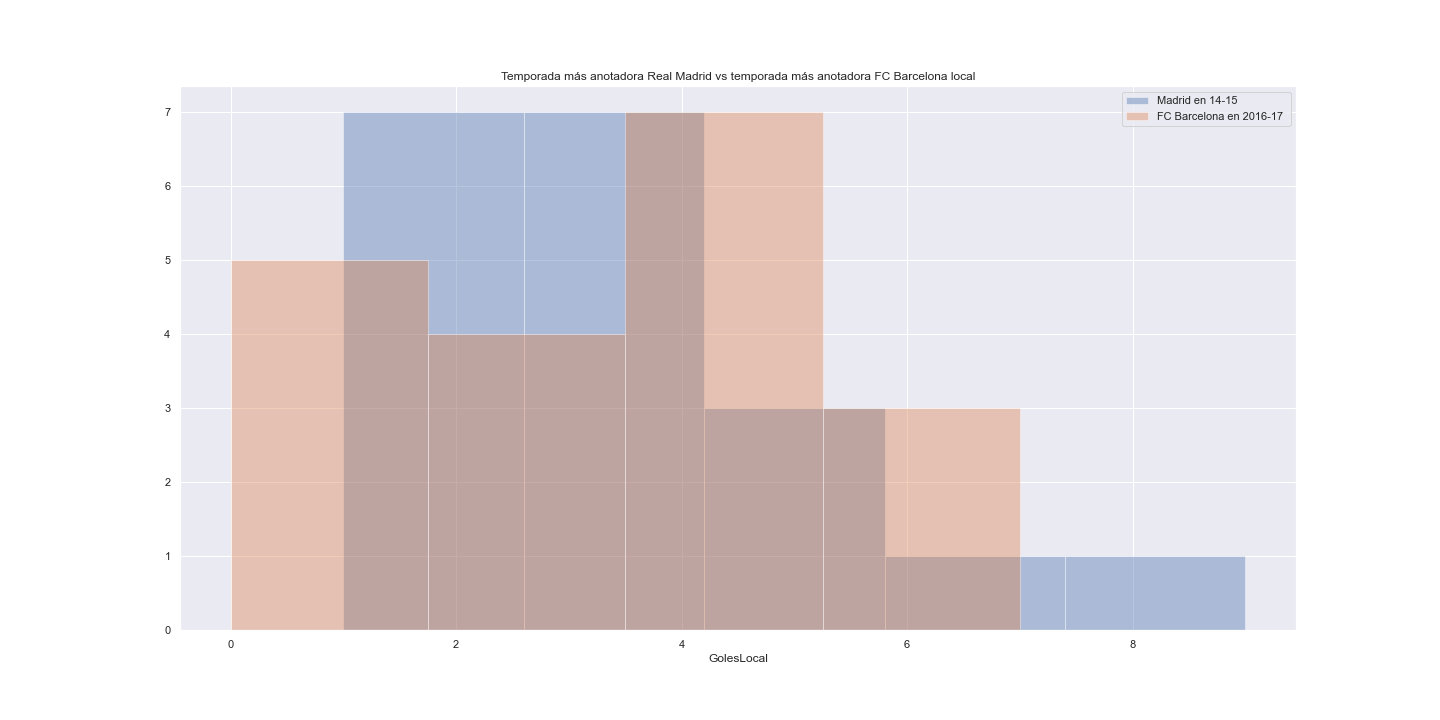 Temporada más anotadora Real Madrid vs temporada más anotadora FC Barcelona local
Madrid en 14-15
FC Barcelona en 2016-17
7
6
5
4
3
2
1
0
0 2 4 6 8
GolesLocal